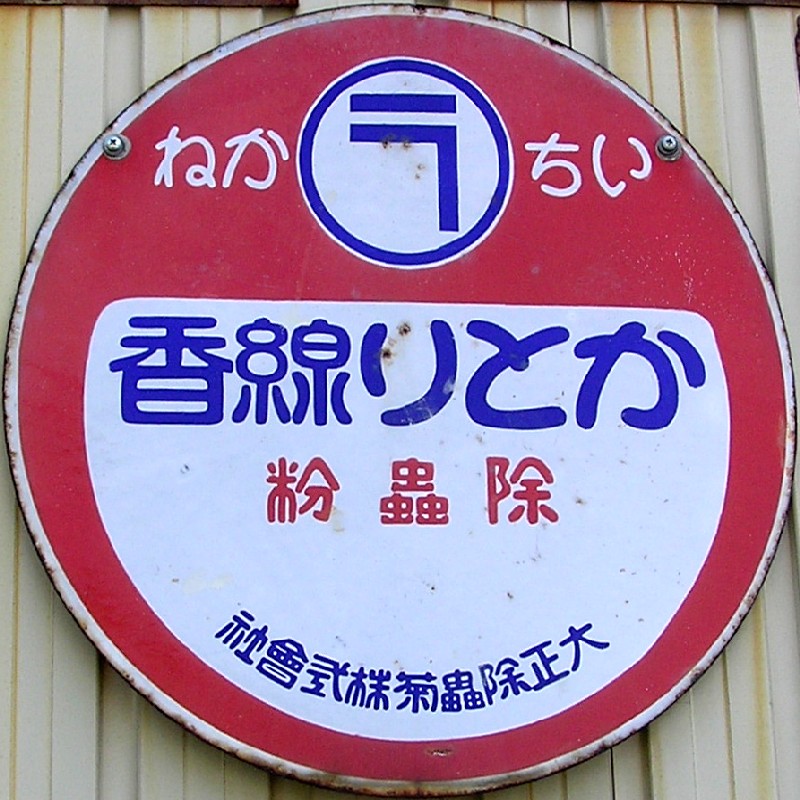 いちかね
かとり線香
除蟲粉
大正除蟲菊株式會社